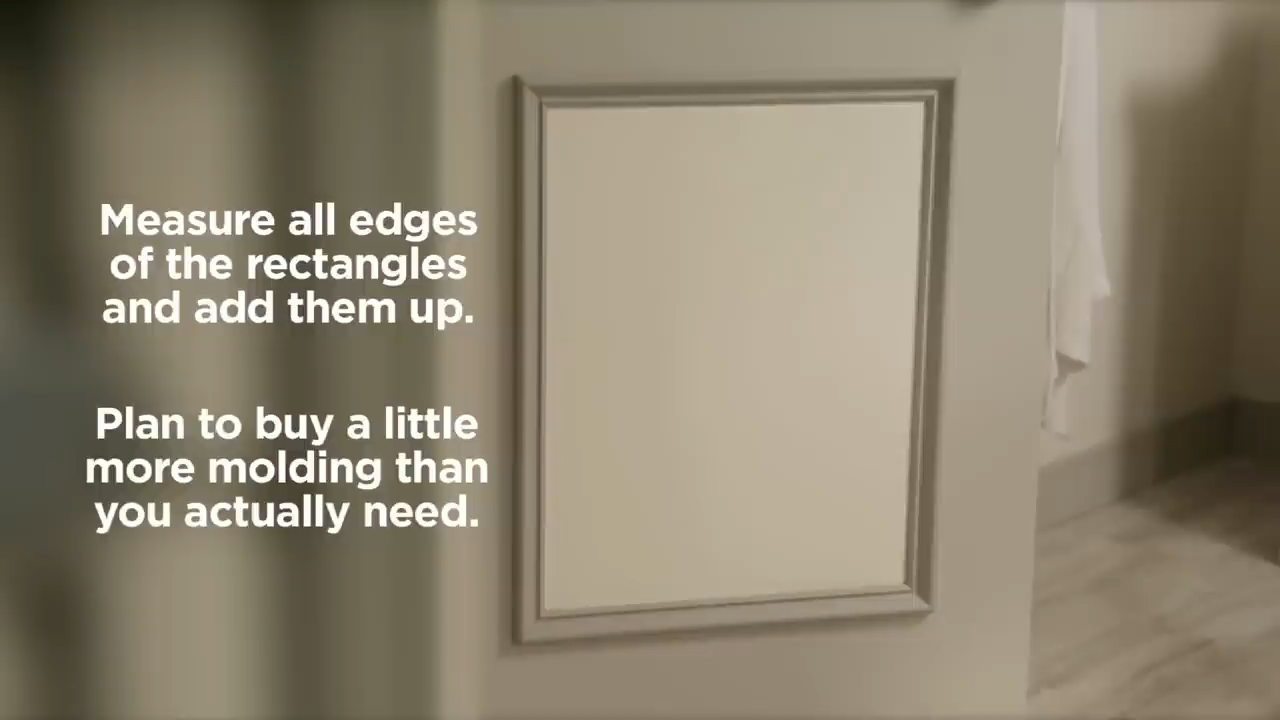 Measure all edges
of the rectangles
and add them up.
Plan to buy a little
more molding than
you actually need.